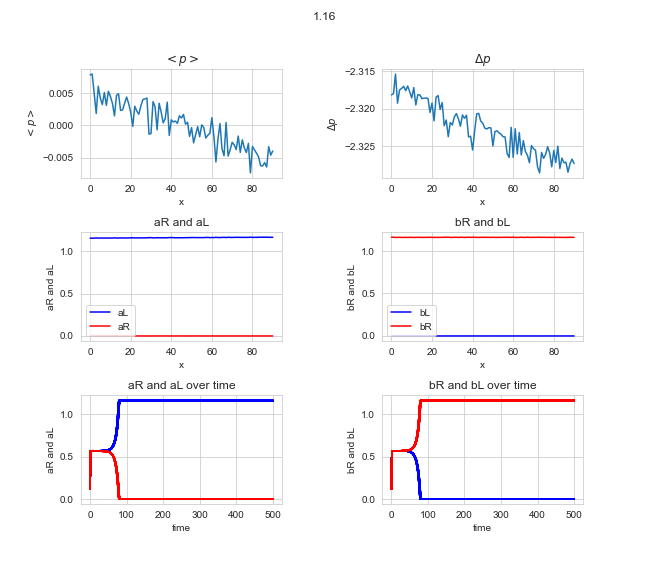 1.16
< p >
Δp
0.005
0.000
−0.005
< p >
0 20 40 60 80
x
−2.315
−2.320
−2.325
Δp
0 20 40 60 80
x
aR and aL
bR and bL
1.0
0.5
0.0
aR and aL
aL
aR
0 20 40 60 80
x
1.0
0.5
0.0
bR and bL
bL
bR
0 20 40 60 80
x
aR and aL over time
bR and bL over time
1.0
0.5
0.0
aR and aL
0 100 200 300 400 500
time
1.0
0.5
0.0
bR and bL
0 100 200 300 400 500
time